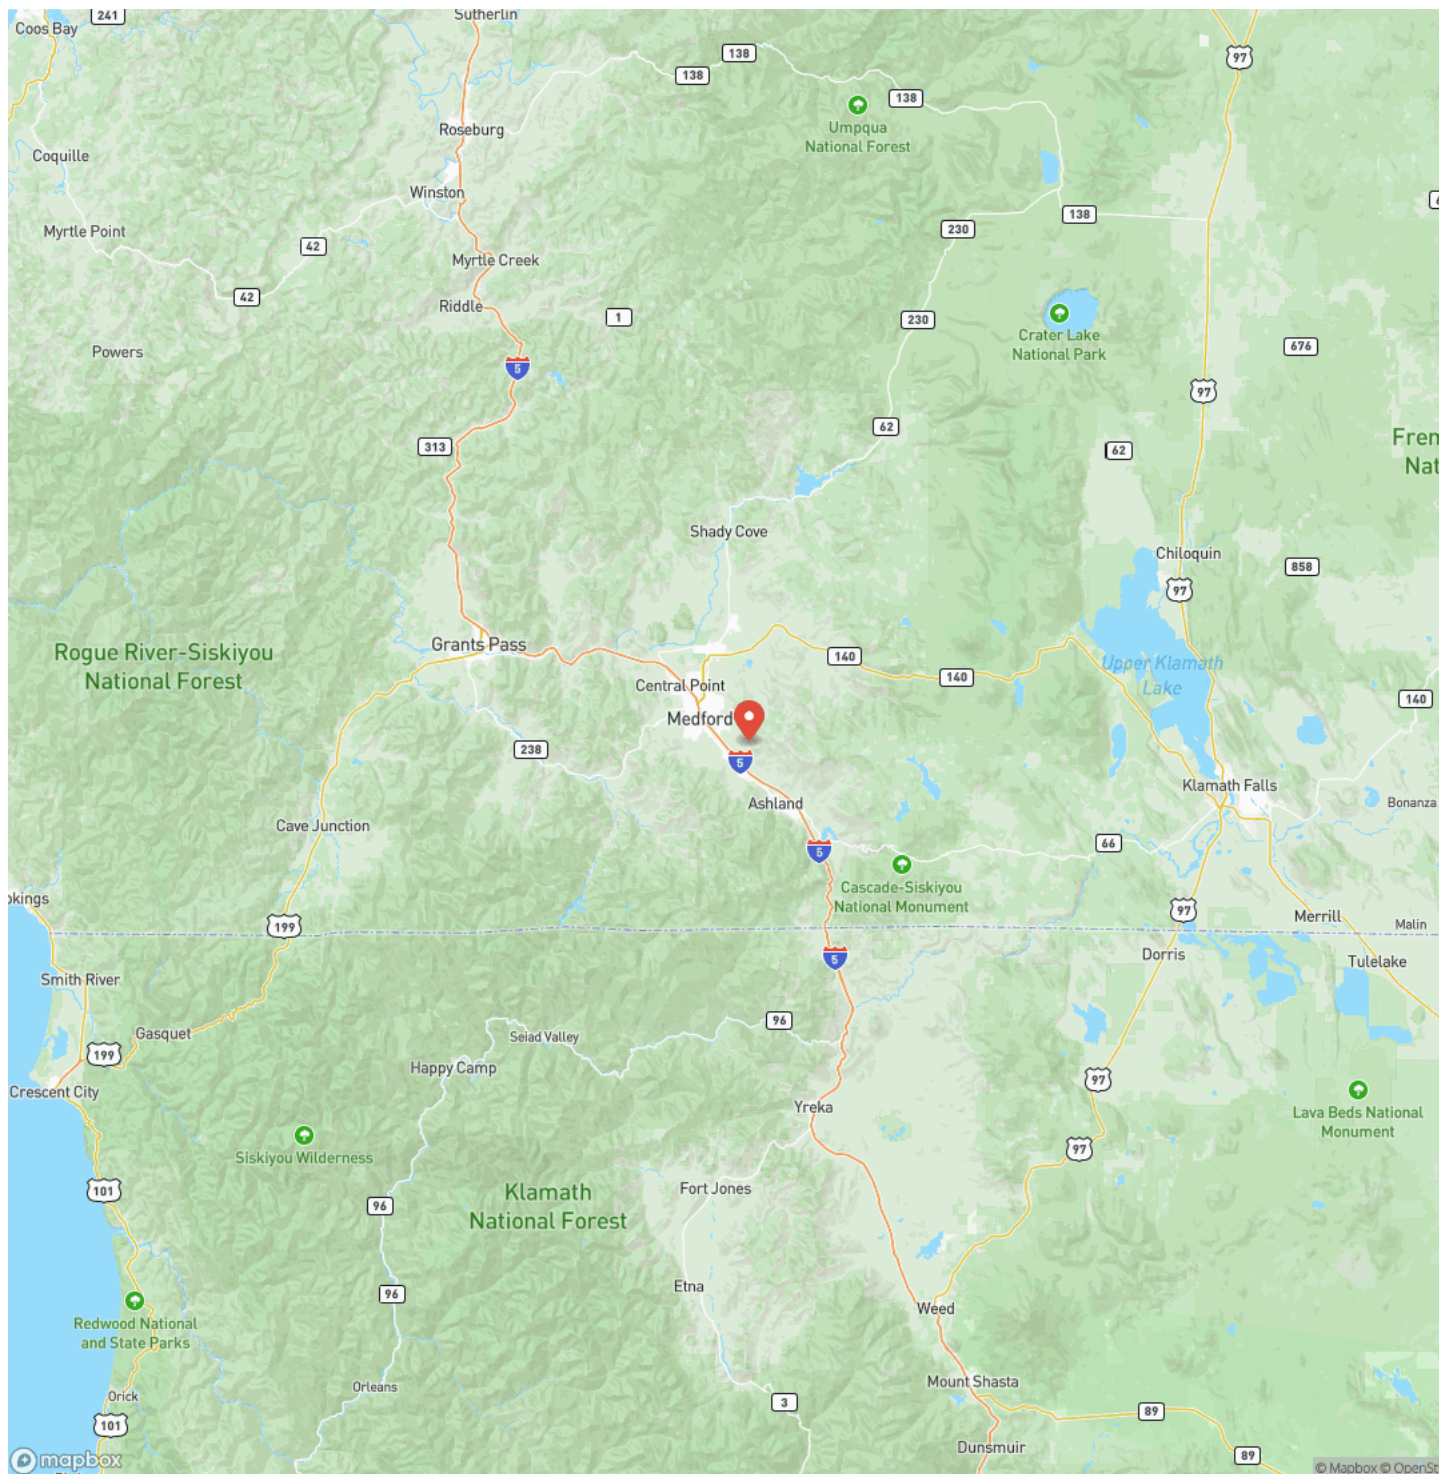 241
Sutherlin
Coos Bay
97
138
138
138
Umpqua
National Forest
Roseburg
Coquille
Winston
6
138
230
Myrtle Point
42
Myrtle Creek
42
Riddle
1
230
Crater Lake
National Park
676
Powers
5
97
62
313
62
Frem
Nat
Shady Cove
Chiloquin
858
97
Grants Pass
Rogue River-Siskiyou
National Forest
140
140
Upper Klamath
Lake
Central Point
140
Medford
238
5
Klamath Falls
Ashland
Bonanza
Cave Junction
66
5
Cascade-Siskiyou
National Monument
okings
97
Merrill
199
Malin
5
Dorris
Tulelake
Smith River
96
Gasquet
Seiad Valley
199
Happy Camp
97
Crescent City
Yreka
Lava Beds National
Monument
Siskiyou Wilderness
97
101
Fort Jones
Klamath
National Forest
96
Etna
96
Weed
Redwood National
and State Parks
Mount Shasta
Orleans
Orick
3
89
101
Dunsmuir
89
mapbox
© Mapbox © OpenSt